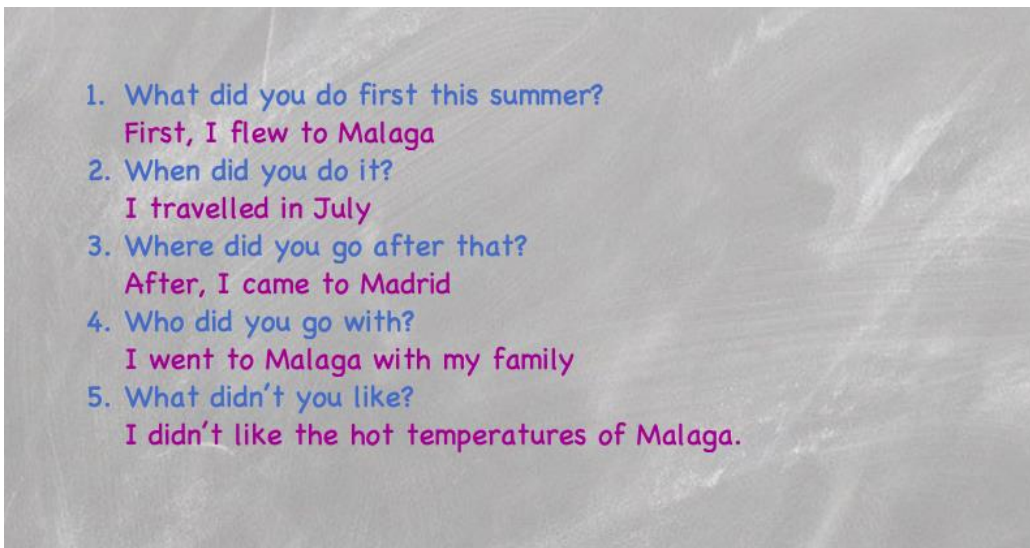 1. What did you do first this summer?
First, I flew to Malaga
2. When did you do it?
I travelled in July
3. Where did you go after that?
After, I came to Madrid
4. Who did you go with?
I went to Malaga with my family
5. What didn't you like?
I didn't like the hot temperatures of Malaga.